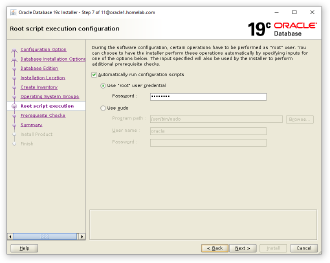 Oracle Database 19c Installer - Step 7 of 11@oracle1.homelab.com
Root script execution configuration
19c ORACLE
Database
Configuration Option
Database Installation Options
Database Edition
Installation Location
Create Inventory
Operating System Groups
Root script execution
Prerequisite Checks
Summary
Install Product
Finish
During the software configuration, certain operations have to be performed as "root" user. You
can choose to have the installer perform these operations automatically by specifying inputs for
one of the options below. The input specified will also be used by the installer to perform
additional prerequisite checks.
Automatically run configuration scripts
Use "root" user credential
Password :
Use sudo
Program path :
Browse...
User name :
oracle
Password :
Help
< Back
Next >
Install
Cancel